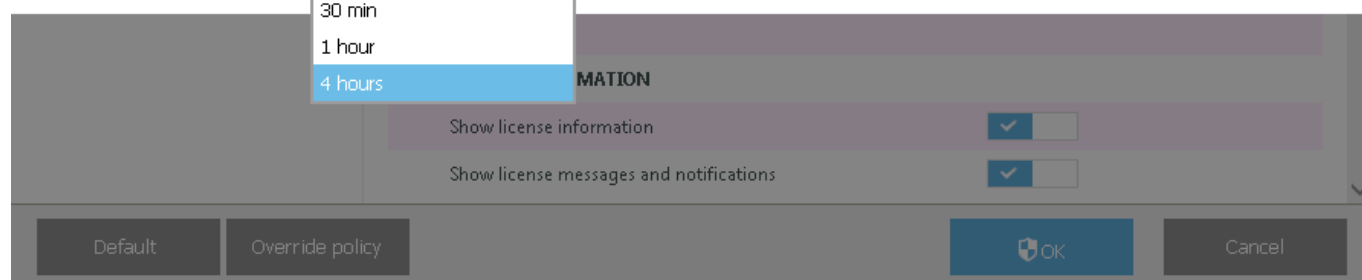 30 min
1 hour
4 hours
MATION
Show license information
Show license messages and notifications
Default Override policy OK Cancel